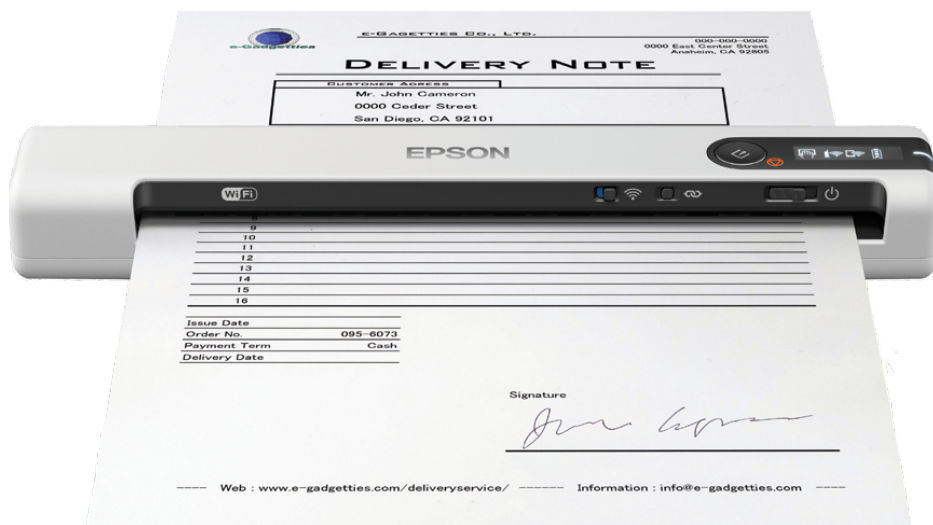 e-Gadgetties
E-GAGETTIES CO., LTD.
000-000-0000
0000 East Center Street
Anaheim, CA 92805
DELIVERY NOTE
CUSTOMER ADRESS
Mr. John Cameron
0000 Ceder Street
San Diego, CA 92101
EPSON
WiFi
9
10
11
12
13
14
15
16
Issue Date
Order No. 095-6073
Payment Term Cash
Delivery Date
Signature
Web : www.e-gadgetties.com/deliveryservice/ Information : info@e-gadgetties.com